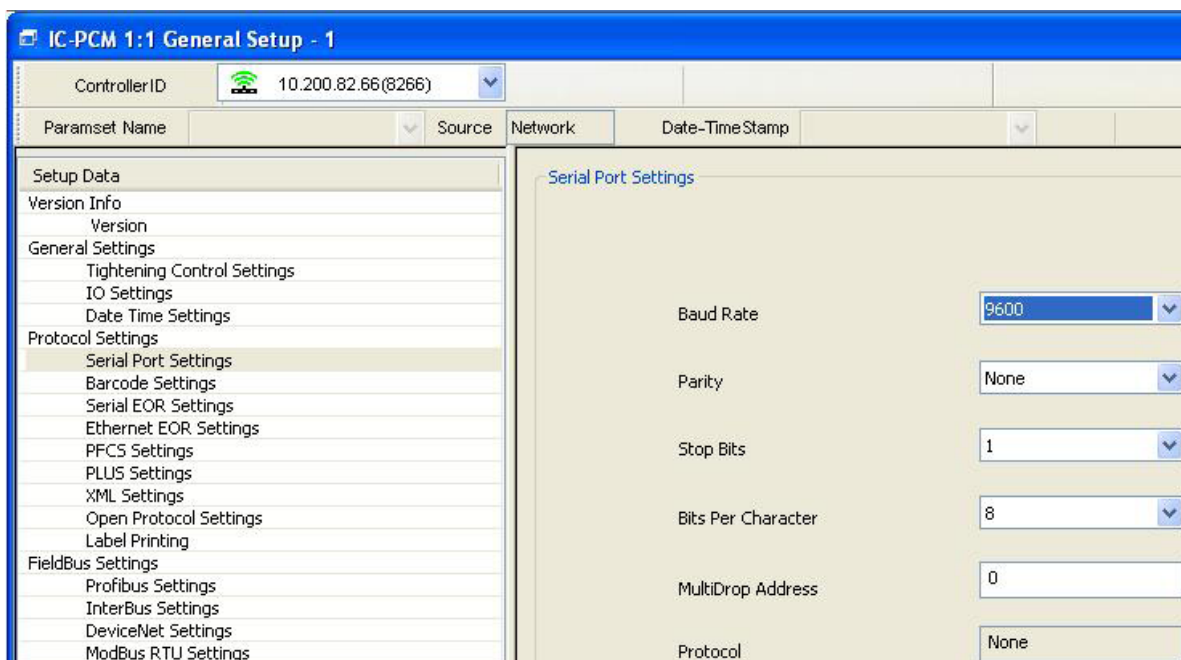 IC-PCM 1:1 General Setup - 1
ControllerID 10.200.82.66(8266)
Paramset Name Source Network Date-TimeStamp
Setup Data
Version Info
Version
General Settings
Tightening Control Settings
IO Settings
Date Time Settings
Protocol Settings
Serial Port Settings
Barcode Settings
Serial EOR Settings
Ethernet EOR Settings
PFCS Settings
PLUS Settings
XML Settings
Open Protocol Settings
Label Printing
FieldBus Settings
Profibus Settings
InterBus Settings
DeviceNet Settings
ModBus RTU Settings
Serial Port Settings
Baud Rate 9600
Parity None
Stop Bits 1
Bits Per Character 8
MultiDrop Address 0
Protocol None